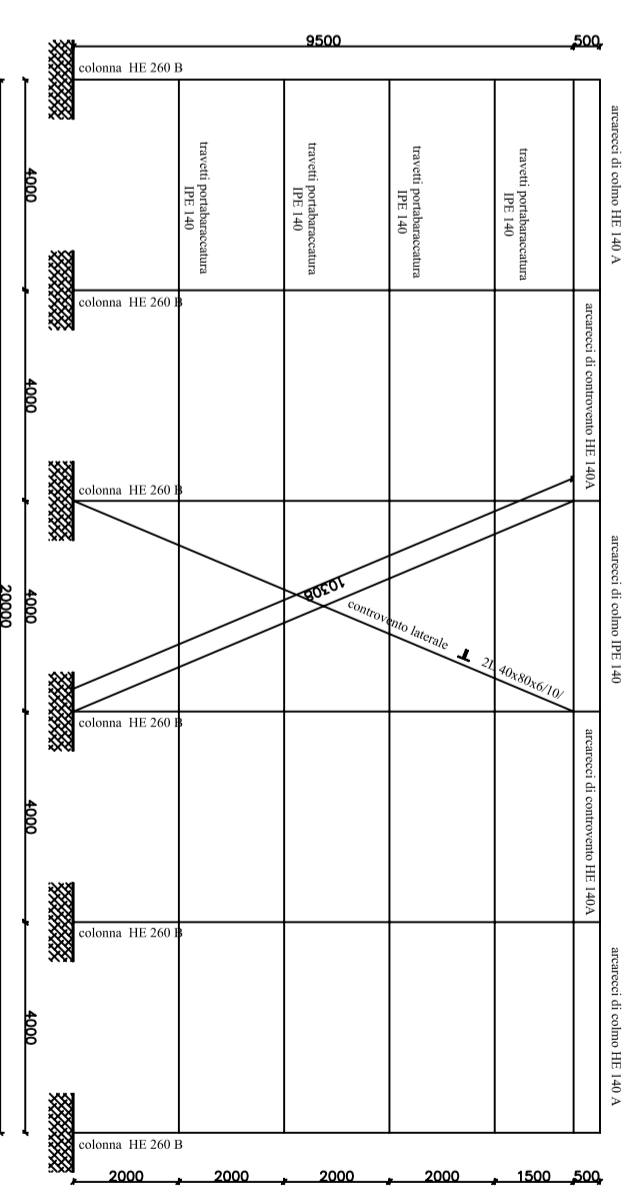 9500
500
colonna HE 260 B
arcarecci di colmo HE 140 A
travetti portabaraccatura
IPE 140
travetti portabaraccatura
IPE 140
travetti portabaraccatura
IPE 140
travetti portabaraccatura
IPE 140
4000
colonna HE 260 B
arcarecci di controvento HE 140A
4000
colonna HE 260 B
arcarecci di colmo IPE 140
20000
4000
10308
controvento laterale
2L 40x80x6/10/
colonna HE 260 B
arcarecci di controvento HE 140A
4000
colonna HE 260 B
arcarecci di colmo HE 140 A
4000
colonna HE 260 B
2000
2000
2000
2000
1500
500